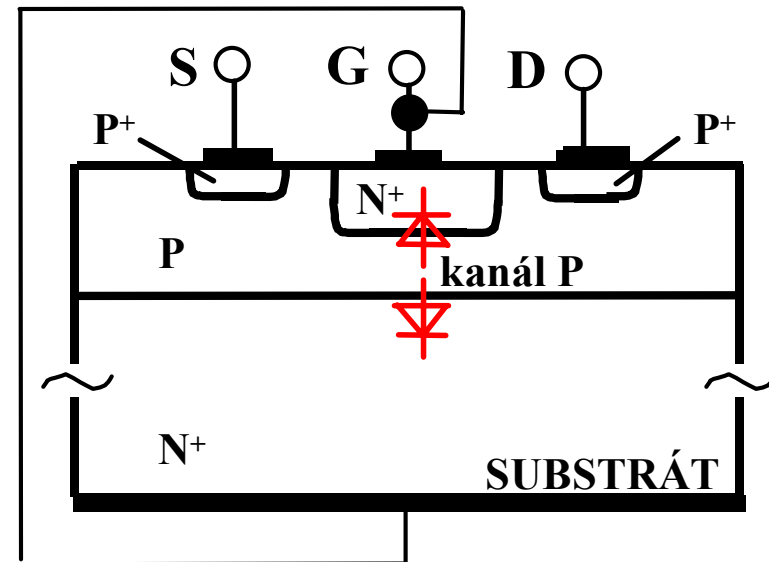 S G D
P⁺ P⁺
N⁺
P
kanál P
N⁺
SUBSTRÁT